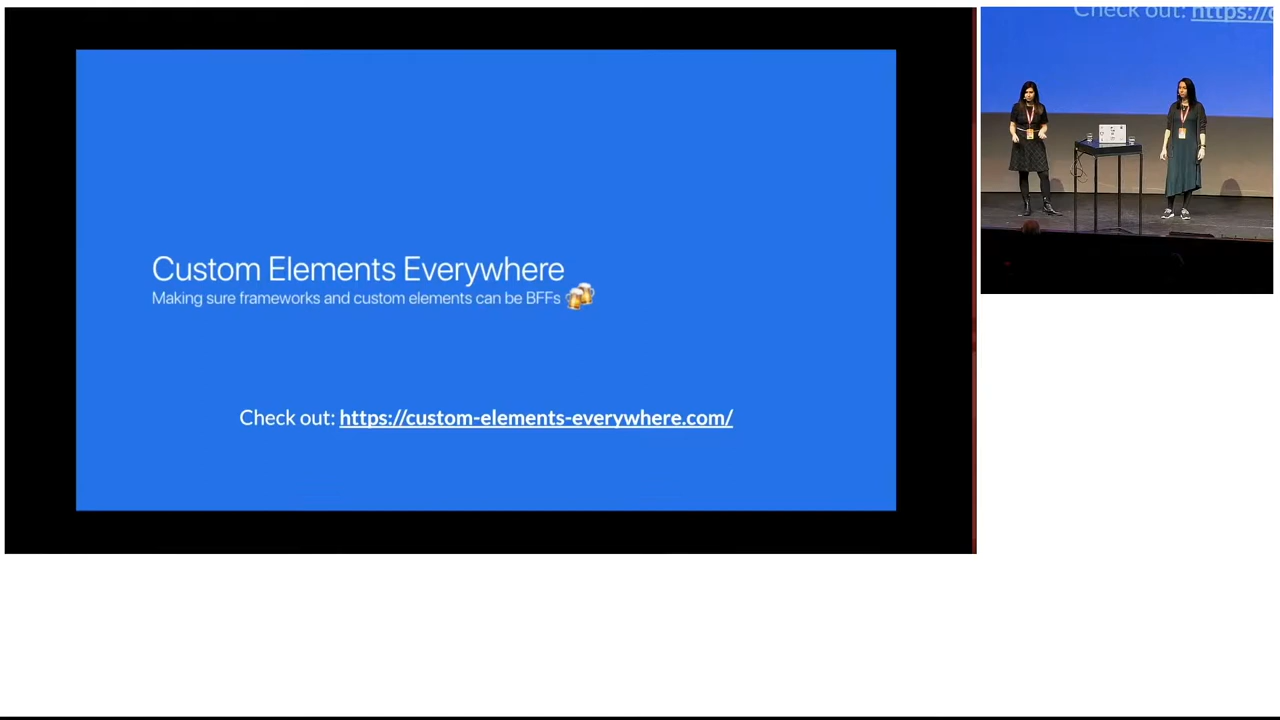 Custom Elements Everywhere
Making sure frameworks and custom elements can be BFFs 🍻
Check out: https://custom-elements-everywhere.com/
Check out: https://c